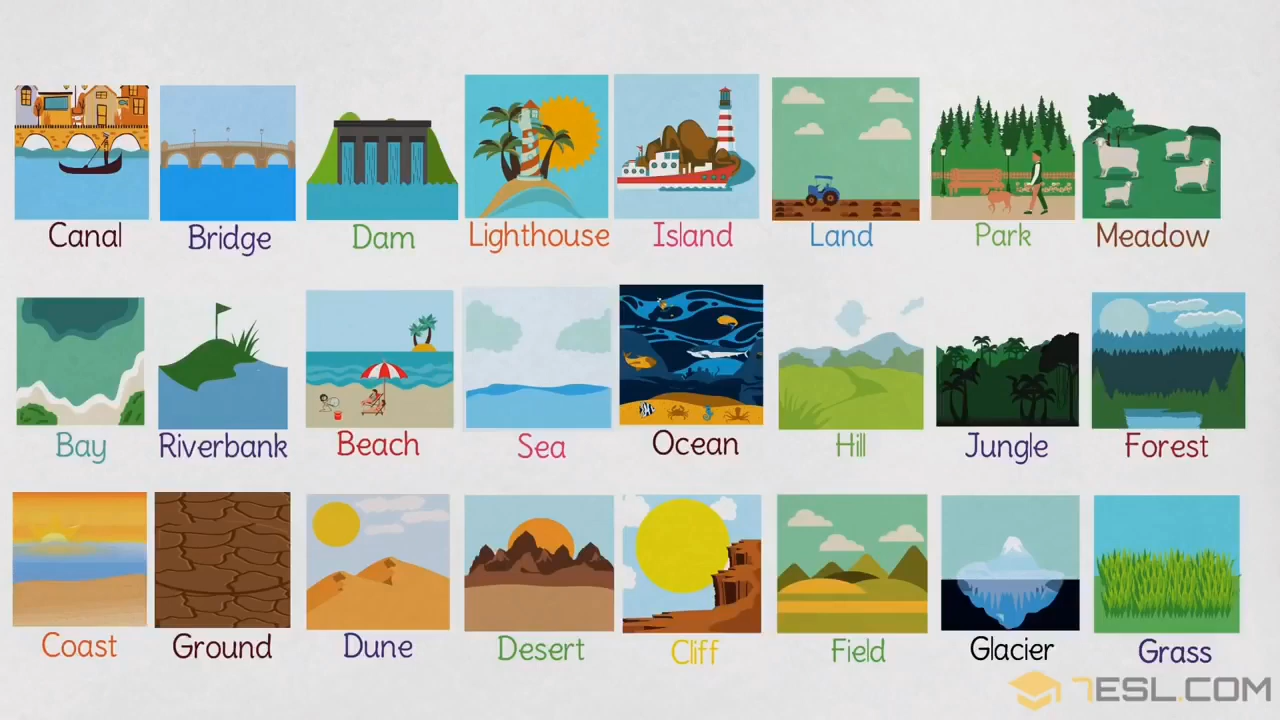 Canal Bridge Dam Lighthouse Island Land Park Meadow
Bay Riverbank Beach Sea Ocean Hill Jungle Forest
Coast Ground Dune Desert Cliff Field Glacier Grass
7ESL.COM